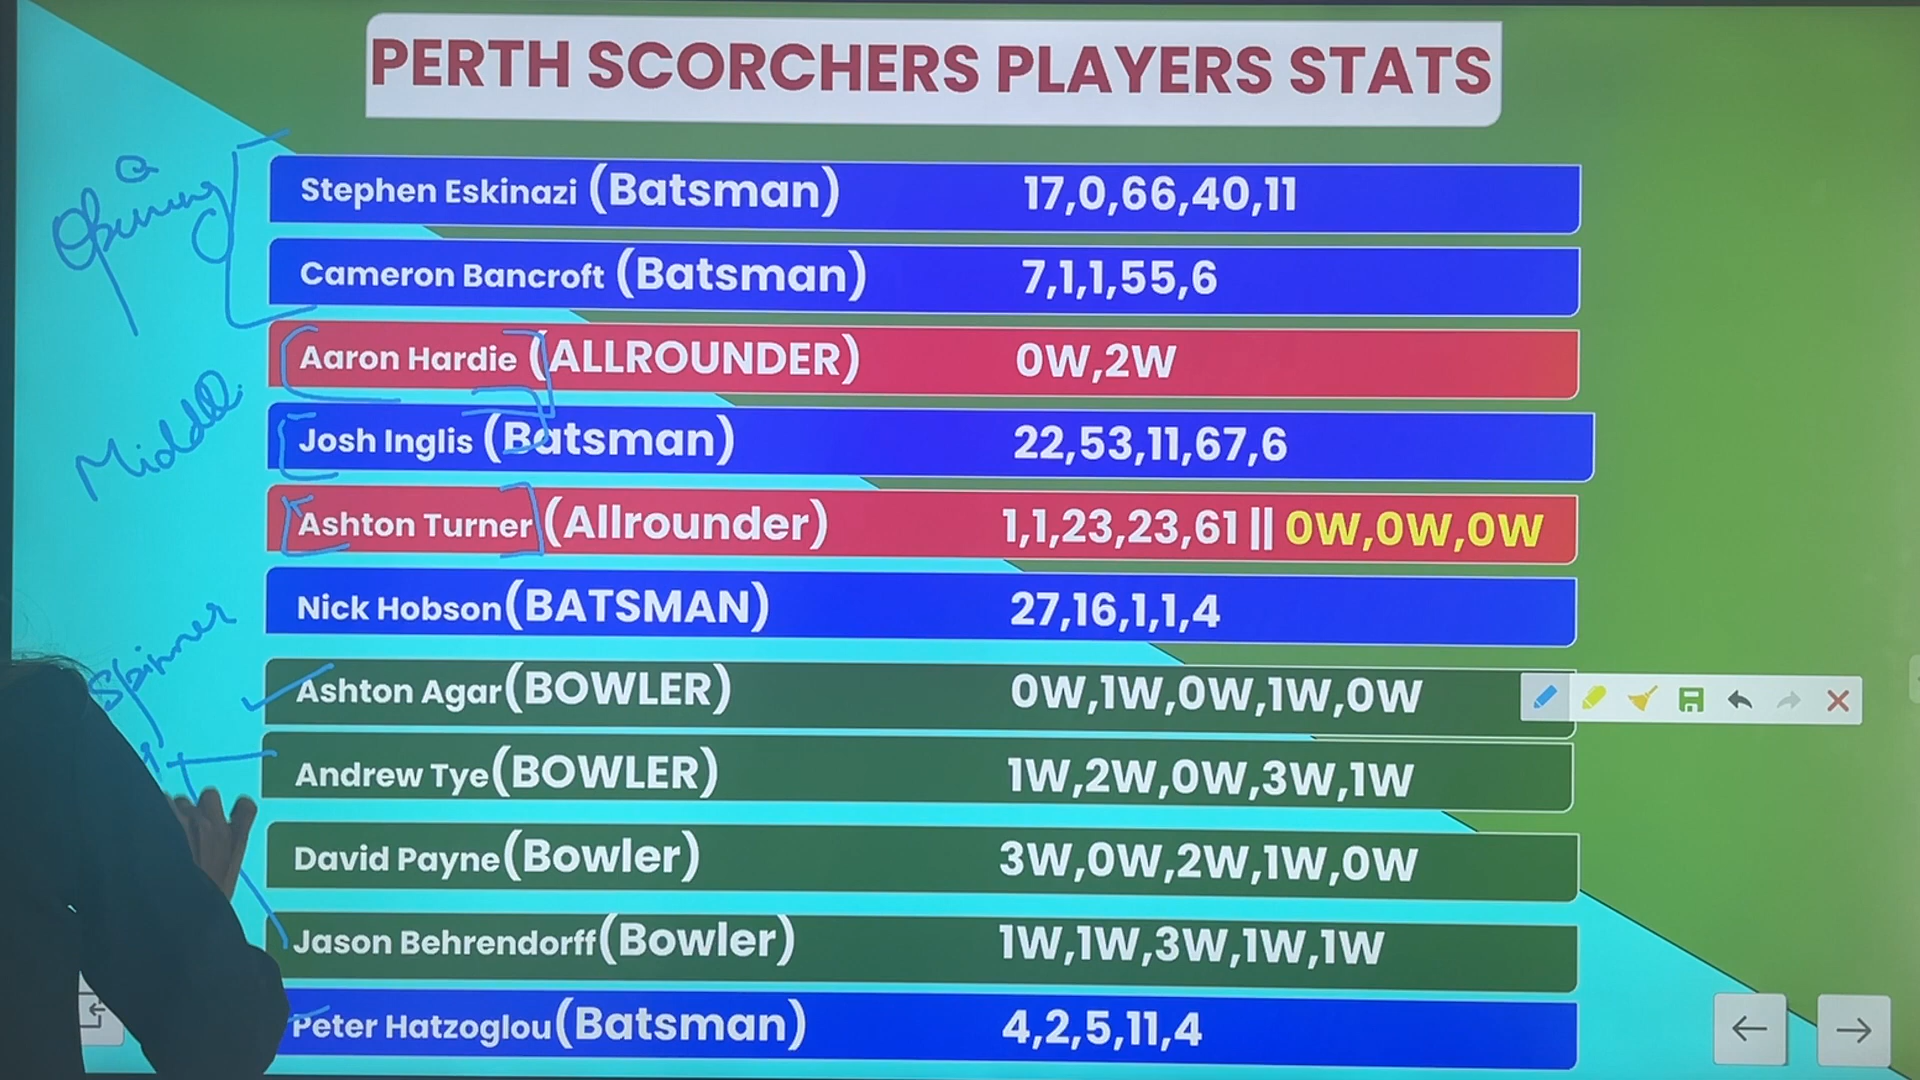 PERTH SCORCHERS PLAYERS STATS
Opening
Stephen Eskinazi (Batsman) 17,0,66,40,11
Cameron Bancroft (Batsman) 7,1,1,55,6
Aaron Hardie (ALLROUNDER) 0W,2W
Middle
Josh Inglis (Batsman) 22,53,11,67,6
Ashton Turner (Allrounder) 1,1,23,23,61 || 0W,0W,0W
Nick Hobson (BATSMAN) 27,16,1,1,4
Spinner
Ashton Agar (BOWLER) 0W,1W,0W,1W,0W
Andrew Tye (BOWLER) 1W,2W,0W,3W,1W
David Payne (Bowler) 3W,0W,2W,1W,0W
Jason Behrendorff (Bowler) 1W,1W,3W,1W,1W
Peter Hatzoglou (Batsman) 4,2,5,11,4